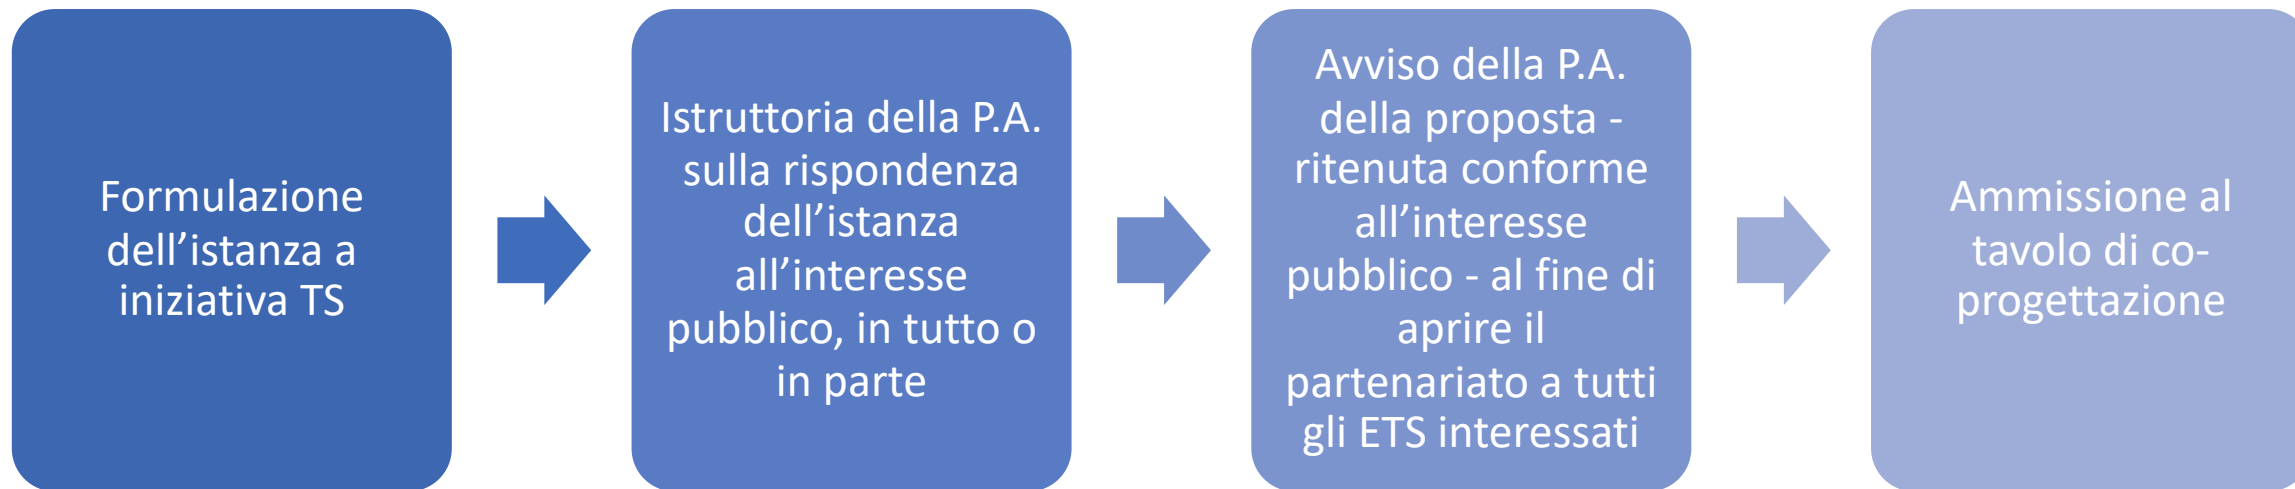 Formulazione
dell’istanza a
iniziativa TS
Istruttoria della P.A.
sulla rispondenza
dell’istanza
all’interesse
pubblico, in tutto o
in parte
Avviso della P.A.
della proposta -
ritenuta conforme
all’interesse
pubblico - al fine di
aprire il
partenariato a tutti
gli ETS interessati
Ammissione al
tavolo di co-
progettazione